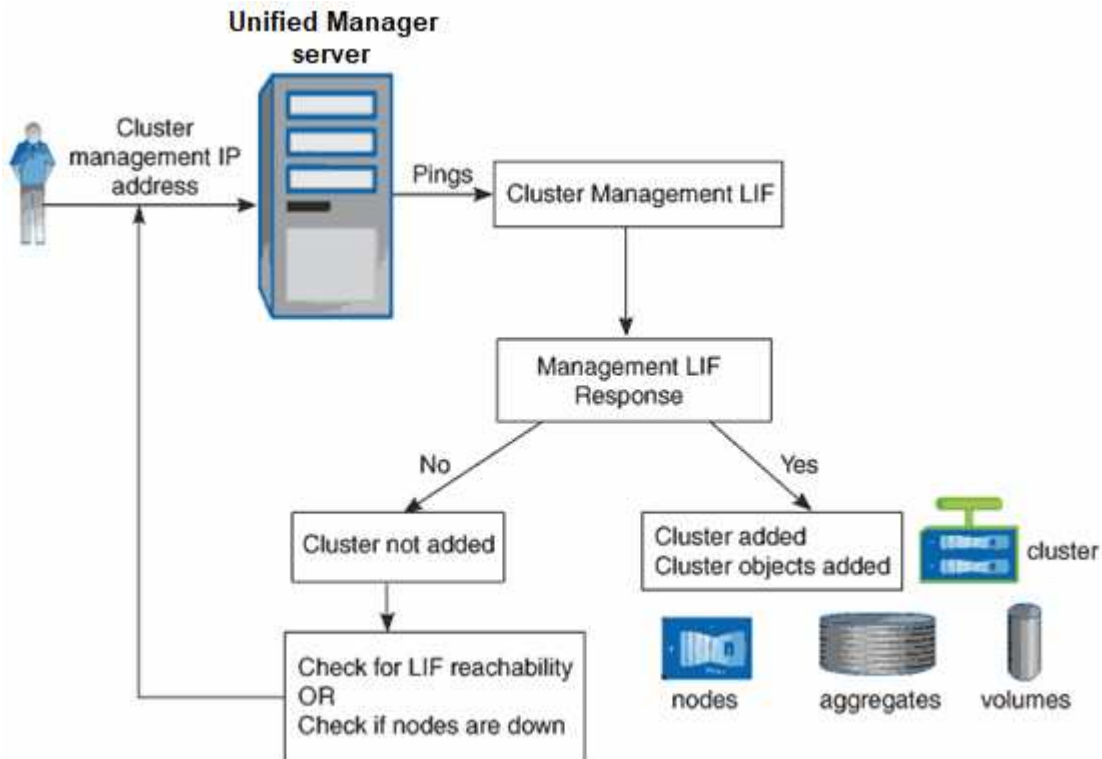 Unified Manager
server
Cluster
management IP
address
Pings
Cluster Management LIF
Management LIF
Response
No
Yes
Cluster not added
Cluster added
Cluster objects added
cluster
Check for LIF reachability
OR
Check if nodes are down
nodes
aggregates
volumes